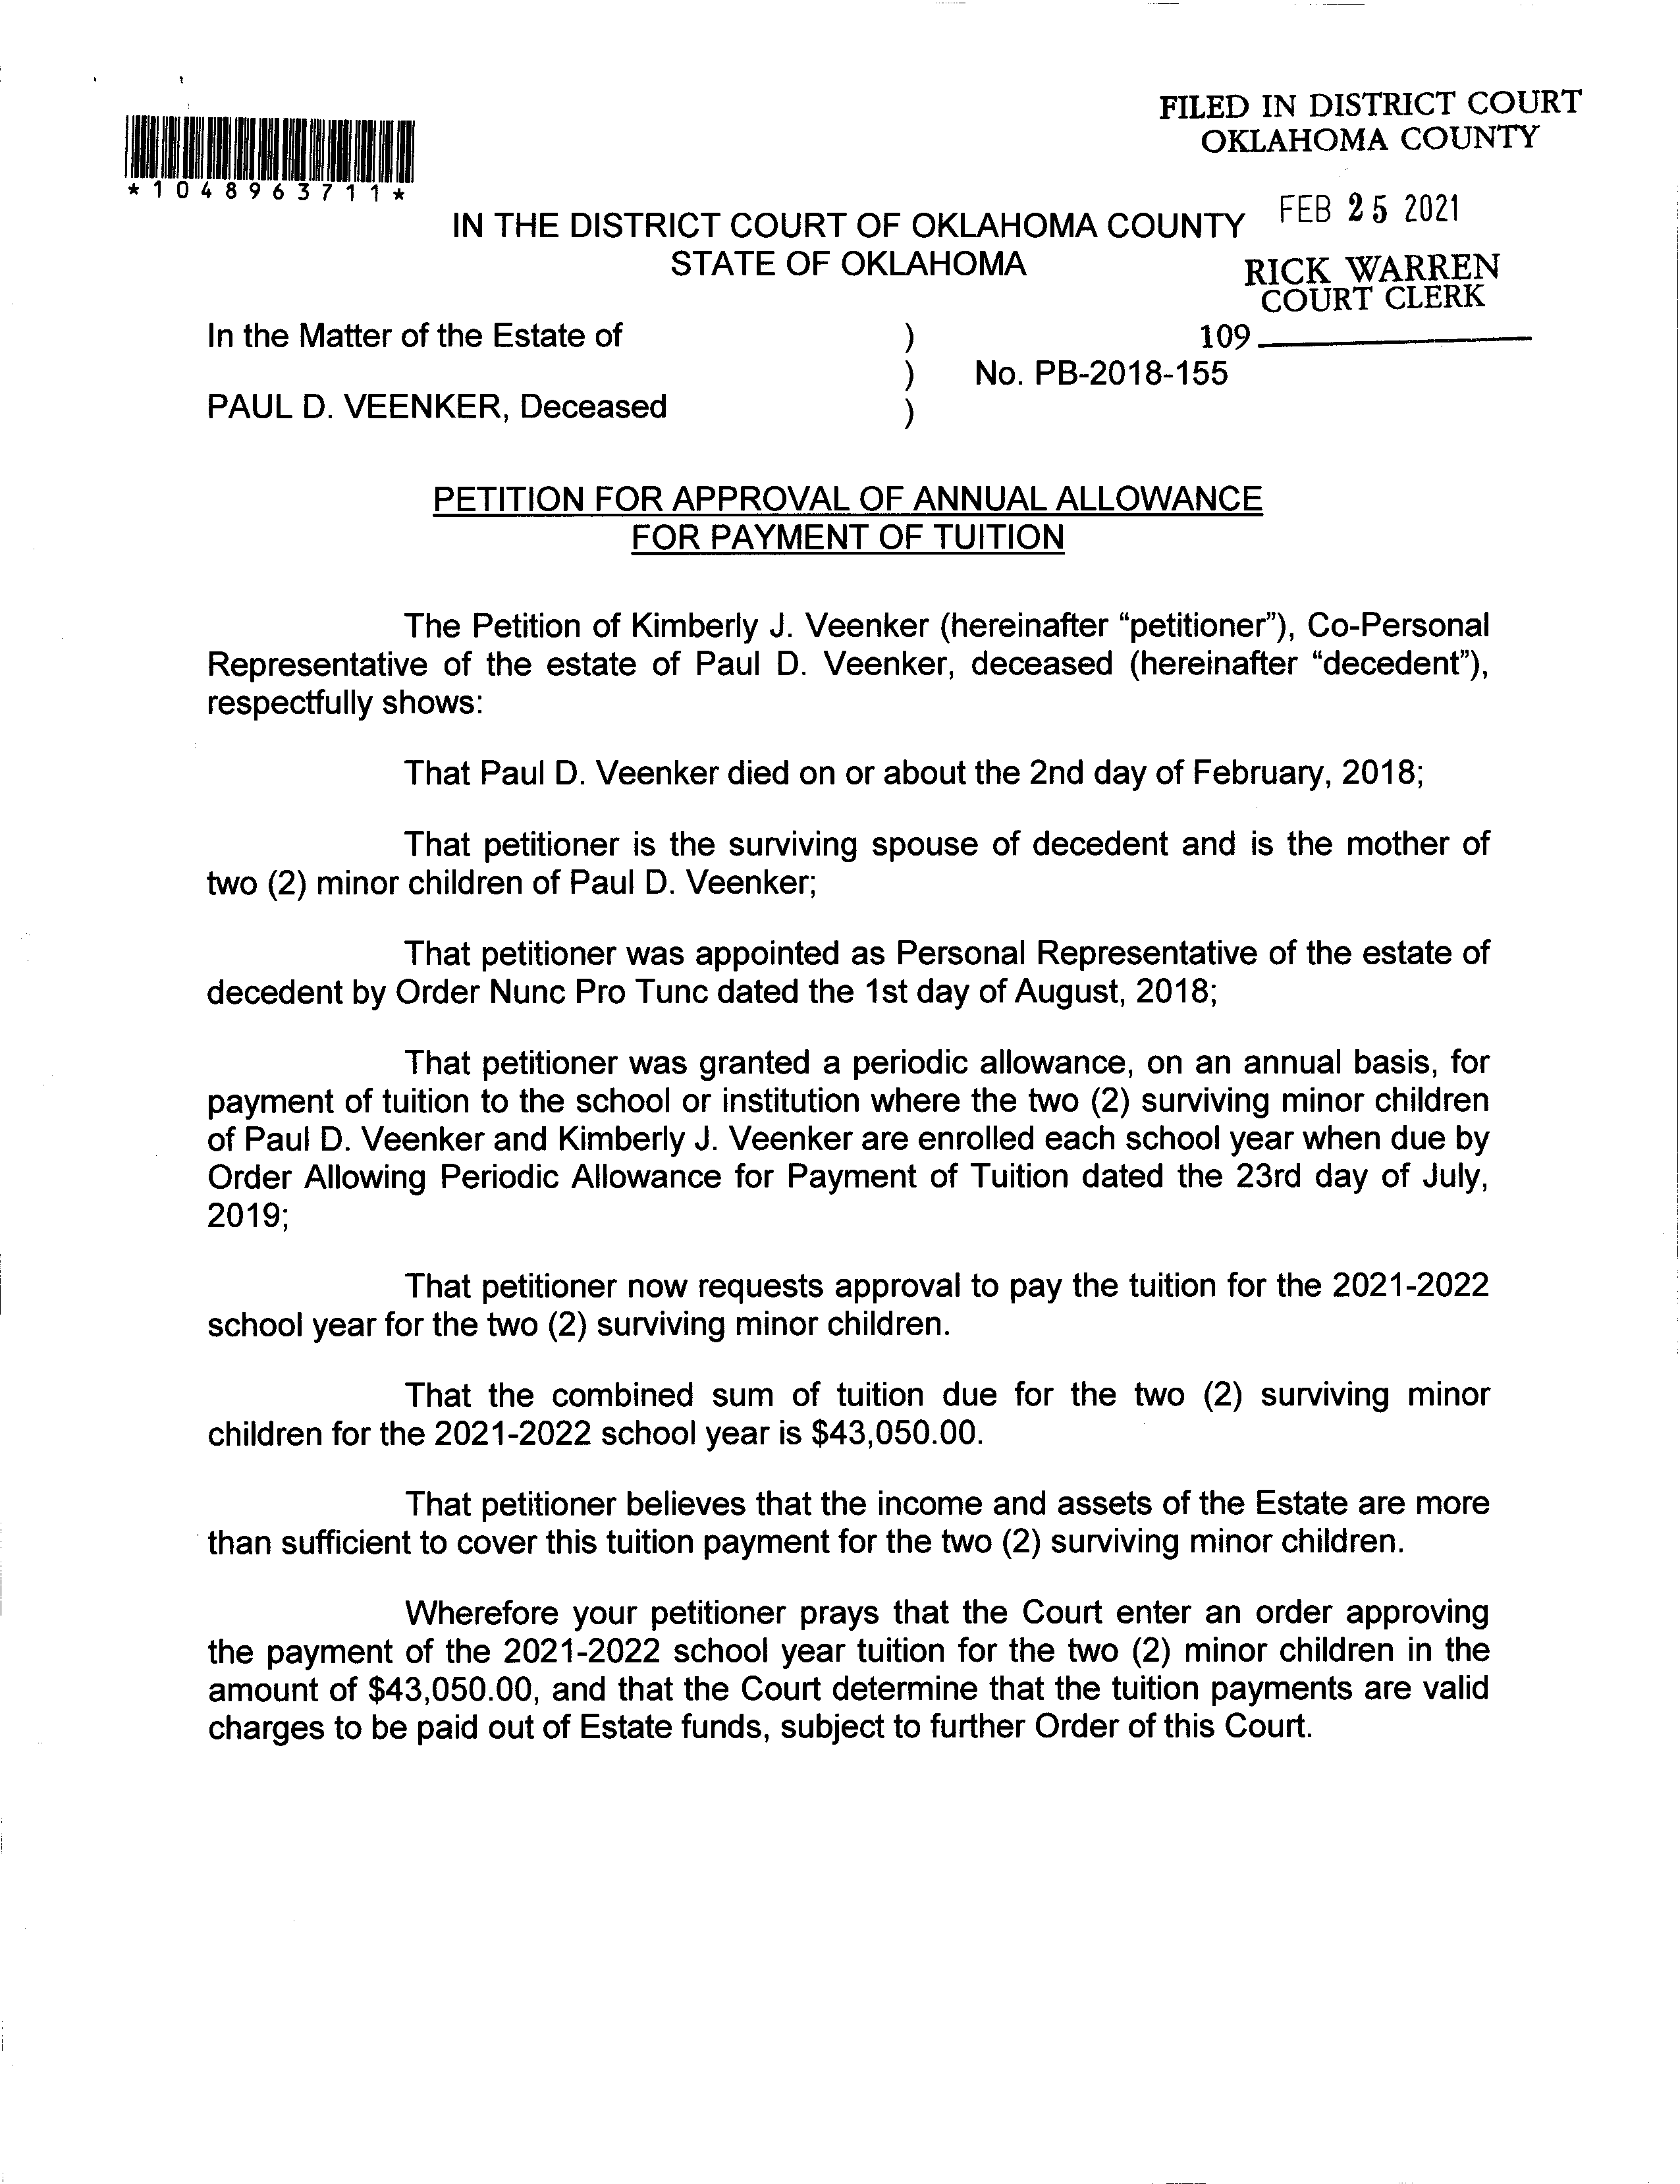 FILED IN DISTRICT COURT
OKLAHOMA COUNTY
*1048963711*
FEB 25 2021
IN THE DISTRICT COURT OF OKLAHOMA COUNTY
STATE OF OKLAHOMA
RICK WARREN
COURT CLERK
109
In the Matter of the Estate of )
) No. PB-2018-155
PAUL D. VEENKER, Deceased )
PETITION FOR APPROVAL OF ANNUAL ALLOWANCE
FOR PAYMENT OF TUITION
The Petition of Kimberly J. Veenker (hereinafter “petitioner”), Co-Personal
Representative of the estate of Paul D. Veenker, deceased (hereinafter “decedent”),
respectfully shows:
That Paul D. Veenker died on or about the 2nd day of February, 2018;
That petitioner is the surviving spouse of decedent and is the mother of
two (2) minor children of Paul D. Veenker;
That petitioner was appointed as Personal Representative of the estate of
decedent by Order Nunc Pro Tunc dated the 1st day of August, 2018;
That petitioner was granted a periodic allowance, on an annual basis, for
payment of tuition to the school or institution where the two (2) surviving minor children
of Paul D. Veenker and Kimberly J. Veenker are enrolled each school year when due by
Order Allowing Periodic Allowance for Payment of Tuition dated the 23rd day of July,
2019;
That petitioner now requests approval to pay the tuition for the 2021-2022
school year for the two (2) surviving minor children.
That the combined sum of tuition due for the two (2) surviving minor
children for the 2021-2022 school year is $43,050.00.
That petitioner believes that the income and assets of the Estate are more
than sufficient to cover this tuition payment for the two (2) surviving minor children.
Wherefore your petitioner prays that the Court enter an order approving
the payment of the 2021-2022 school year tuition for the two (2) minor children in the
amount of $43,050.00, and that the Court determine that the tuition payments are valid
charges to be paid out of Estate funds, subject to further Order of this Court.